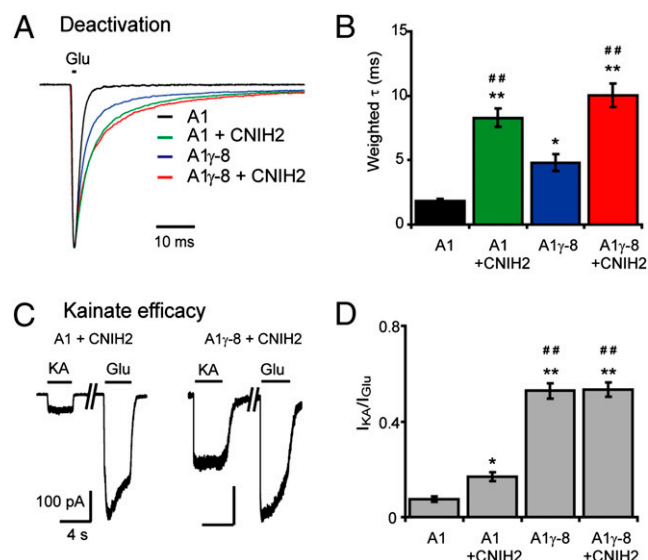 A Deactivation
Glu
A1
A1 + CNIH2
A1γ-8
A1γ-8 + CNIH2
10 ms
B
Weighted τ (ms)
15
10
5
0
##
**
##
**
*
A1
A1
+CNIH2
A1γ-8
A1γ-8
+CNIH2
C Kainate efficacy
A1 + CNIH2
A1γ-8 + CNIH2
KA
Glu
KA
Glu
100 pA
4 s
D
IKA/IGlu
0.8
0.4
0
*
##
**
##
**
A1
A1
+CNIH2
A1γ-8
A1γ-8
+CNIH2